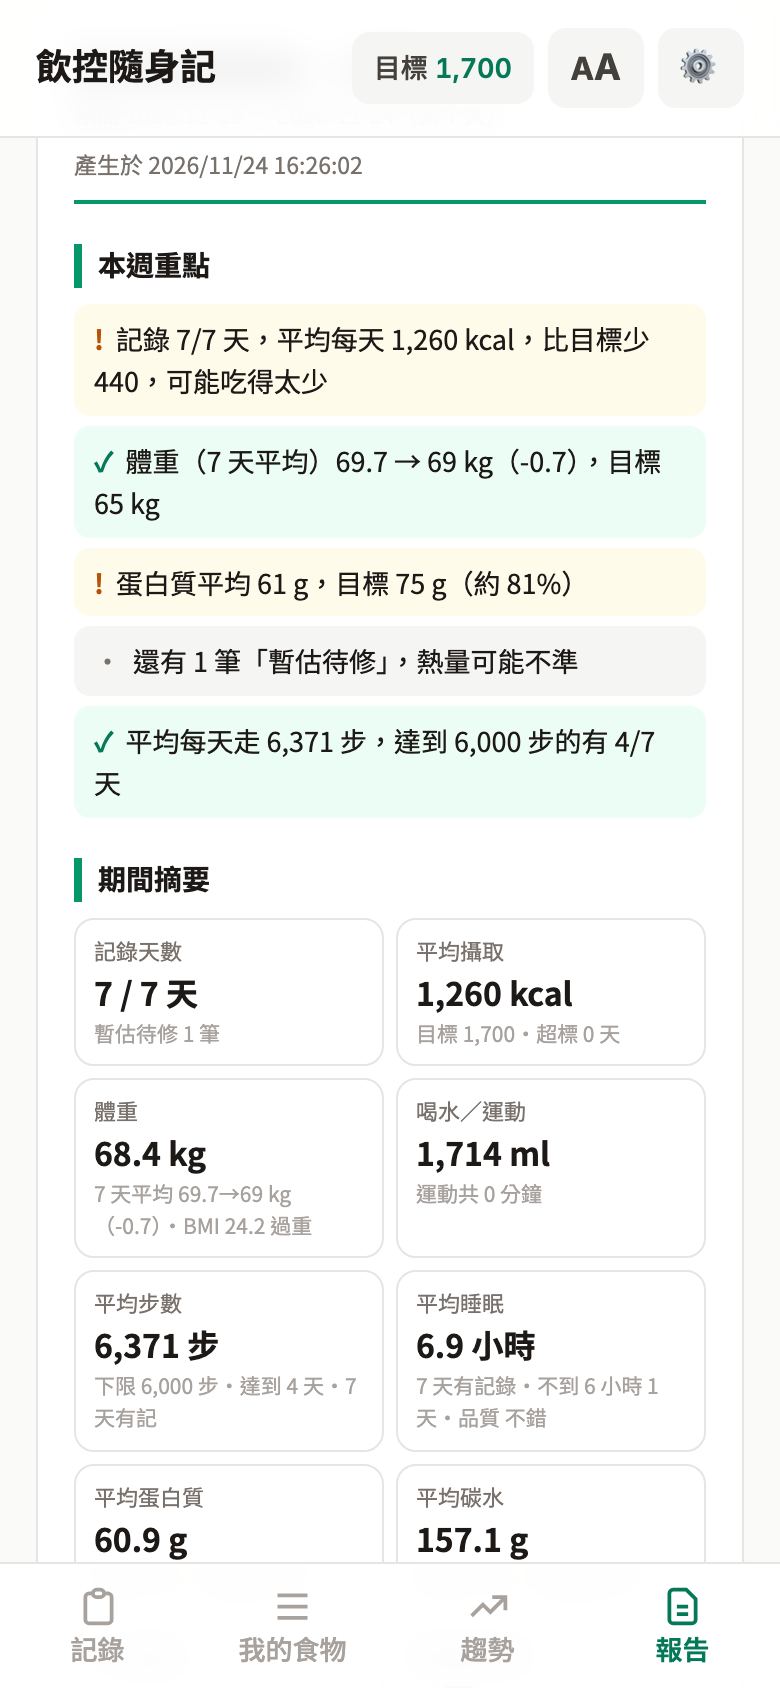 飲控隨身記
目標 1,700
AA
產生於 2026/11/24 16:26:02
本週重點
! 記錄 7/7 天，平均每天 1,260 kcal，比目標少
440，可能吃得太少
✓ 體重（7 天平均）69.7 → 69 kg（-0.7），目標
65 kg
! 蛋白質平均 61 g，目標 75 g（約 81%）
• 還有 1 筆「暫估待修」，熱量可能不準
✓ 平均每天走 6,371 步，達到 6,000 步的有 4/7
天
期間摘要
記錄天數
7 / 7 天
暫估待修 1 筆
平均攝取
1,260 kcal
目標 1,700・超標 0 天
體重
68.4 kg
7 天平均 69.7→69 kg
（-0.7）・BMI 24.2 過重
喝水／運動
1,714 ml
運動共 0 分鐘
平均步數
6,371 步
下限 6,000 步・達到 4 天・7
天有記
平均睡眠
6.9 小時
7 天有記錄・不到 6 小時 1
天・品質 不錯
平均蛋白質
60.9 g
平均碳水
157.1 g
記錄
我的食物
趨勢
報告